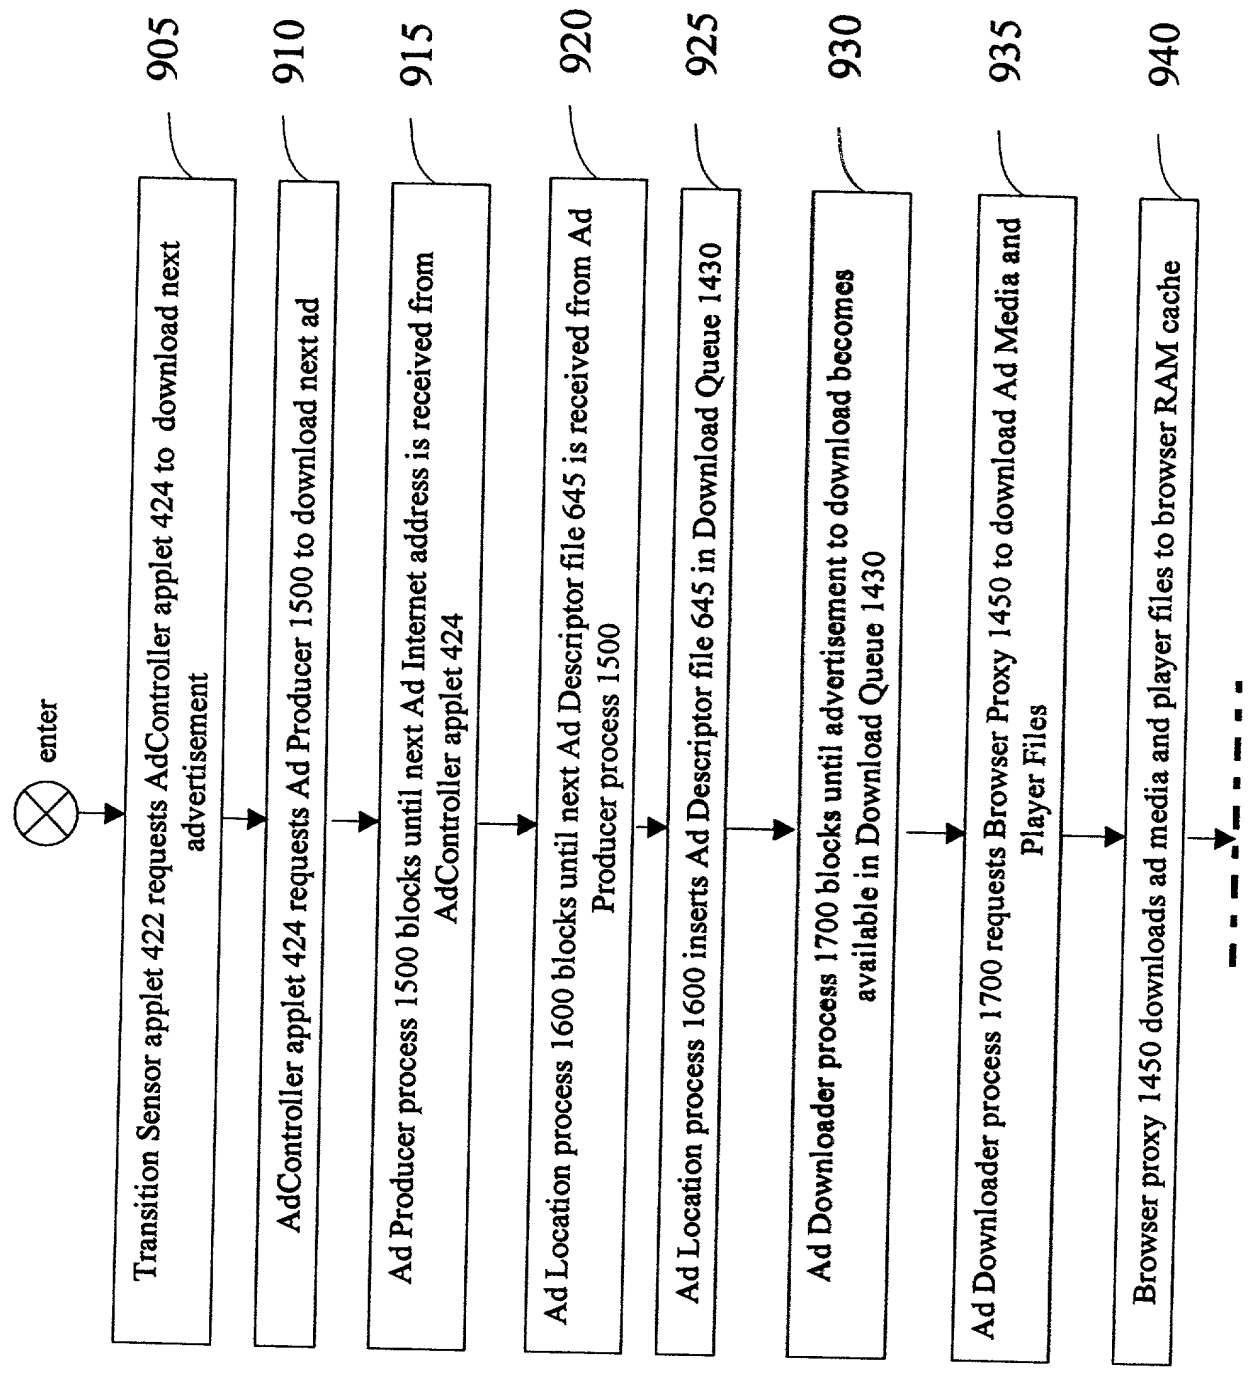 enter
905
Transition Sensor applet 422 requests AdController applet 424 to download next
advertisement
910
AdController applet 424 requests Ad Producer 1500 to download next ad
915
Ad Producer process 1500 blocks until next Ad Internet address is received from
AdController applet 424
920
Ad Location process 1600 blocks until next Ad Descriptor file 645 is received from Ad
Producer process 1500
925
Ad Location process 1600 inserts Ad Descriptor file 645 in Download Queue 1430
930
Ad Downloader process 1700 blocks until advertisement to download becomes
available in Download Queue 1430
935
Ad Downloader process 1700 requests Browser Proxy 1450 to download Ad Media and
Player Files
940
Browser proxy 1450 downloads ad media and player files to browser RAM cache